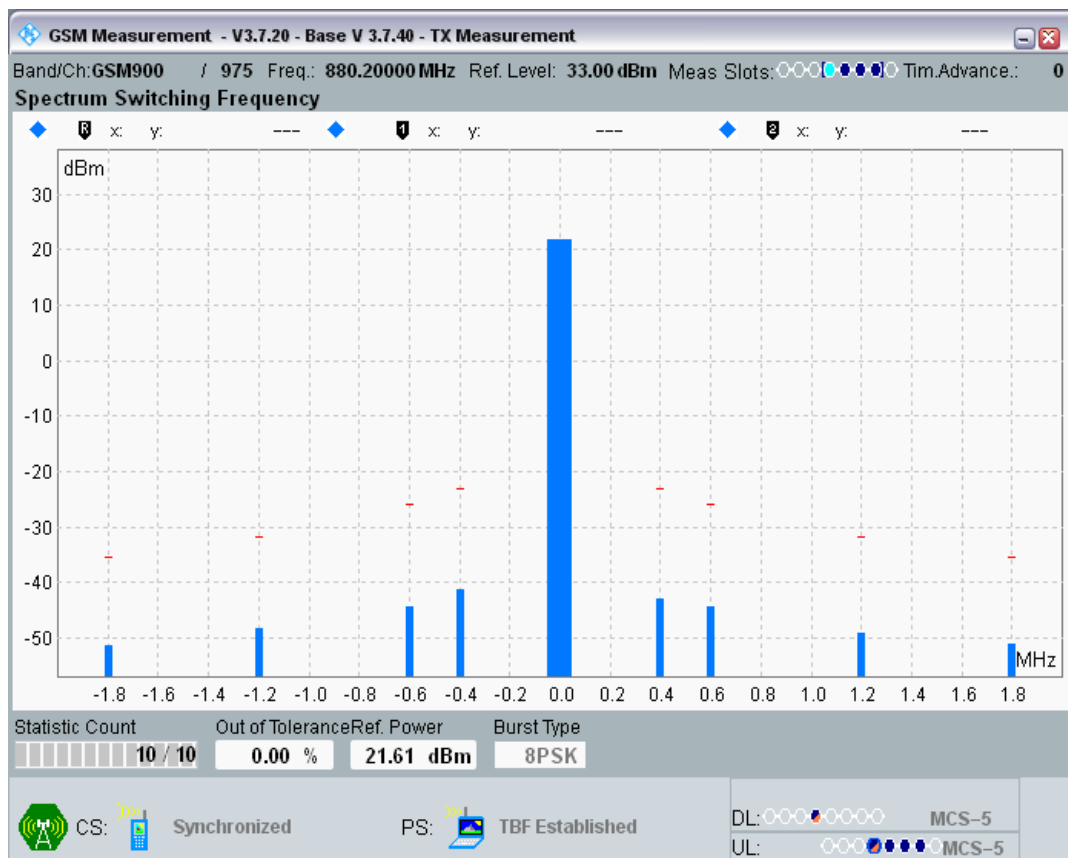 GSM Measurement - V3.7.20 - Base V 3.7.40 - TX Measurement
Band/Ch:GSM900 / 975 Freq.: 880.20000 MHz Ref. Level: 33.00 dBm Meas Slots: Tim.Advance.: 0
Spectrum Switching Frequency
R x: y: --- 1 x: y: --- 2 x: y: ---
dBm
30
20
10
0
-10
-20
-30
-40
-50
MHz
-1.8 -1.6 -1.4 -1.2 -1.0 -0.8 -0.6 -0.4 -0.2 0.0 0.2 0.4 0.6 0.8 1.0 1.2 1.4 1.6 1.8
Statistic Count Out of Tolerance Ref. Power Burst Type
10 / 10 0.00 % 21.61 dBm 8PSK
CS: Synchronized PS: TBF Established
DL: MCS-5
UL: MCS-5